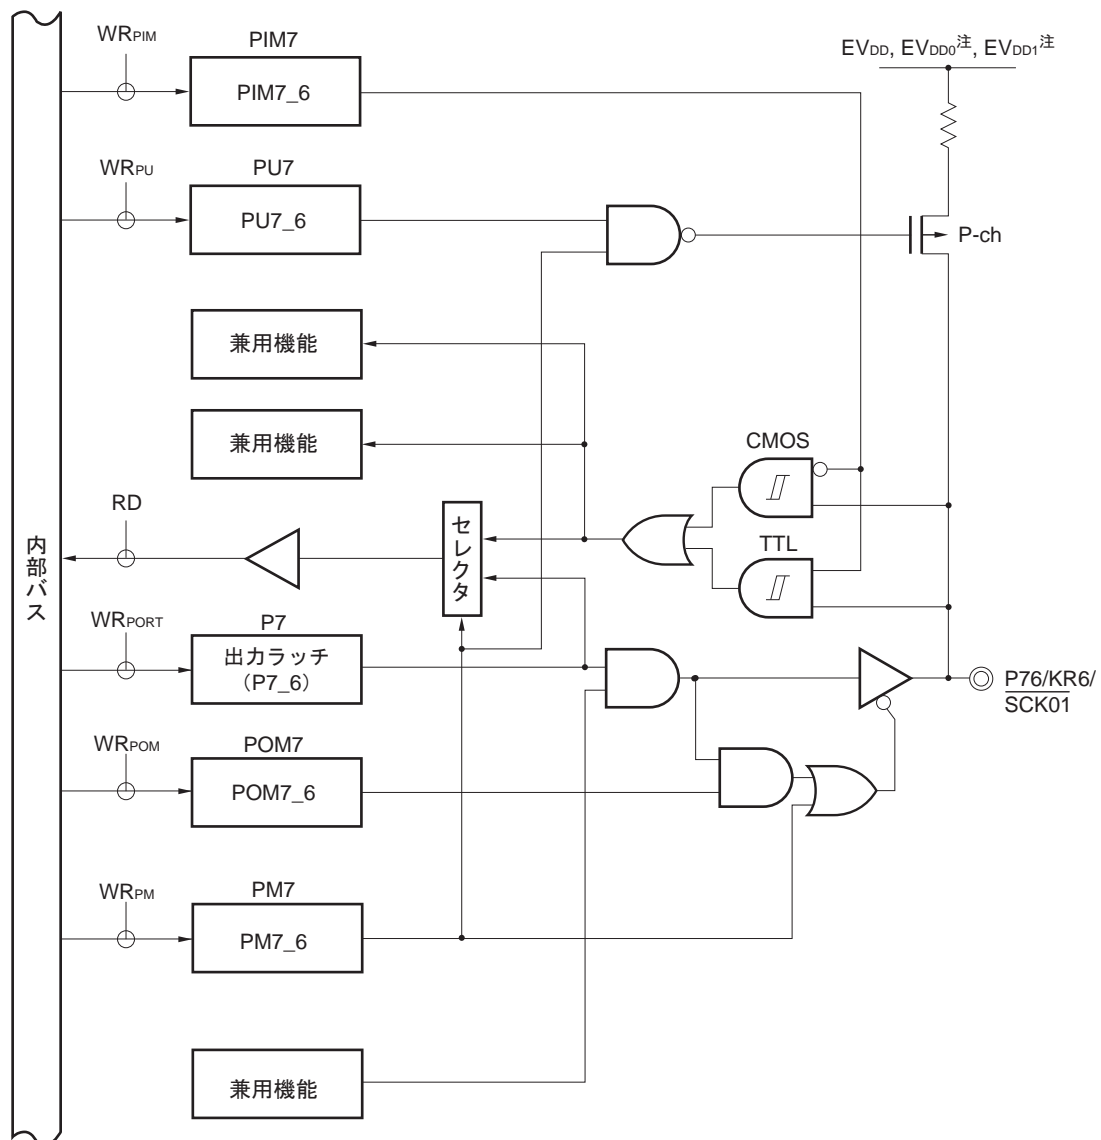 WRPIM
PIM7
PIM7_6
EVDD, EVDD0注, EVDD1注
WRPU
PU7
PU7_6
P-ch
兼用機能
兼用機能
CMOS
RD
セレクタ
TTL
内部バス
WRPORT
P7
出力ラッチ
(P7_6)
P76/KR6/
SCK01
WRPOM
POM7
POM7_6
WRPM
PM7
PM7_6
兼用機能